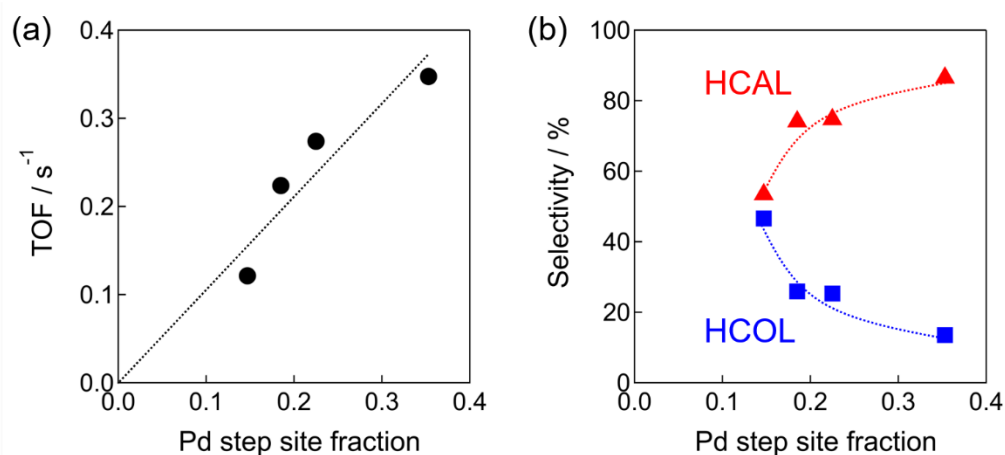 (a)
0.4
0.3
0.2
0.1
0.0
TOF / s⁻¹
0.0 0.1 0.2 0.3 0.4
Pd step site fraction
(b)
100
80
60
40
20
0
Selectivity / %
HCAL
HCOL
0.0 0.1 0.2 0.3 0.4
Pd step site fraction